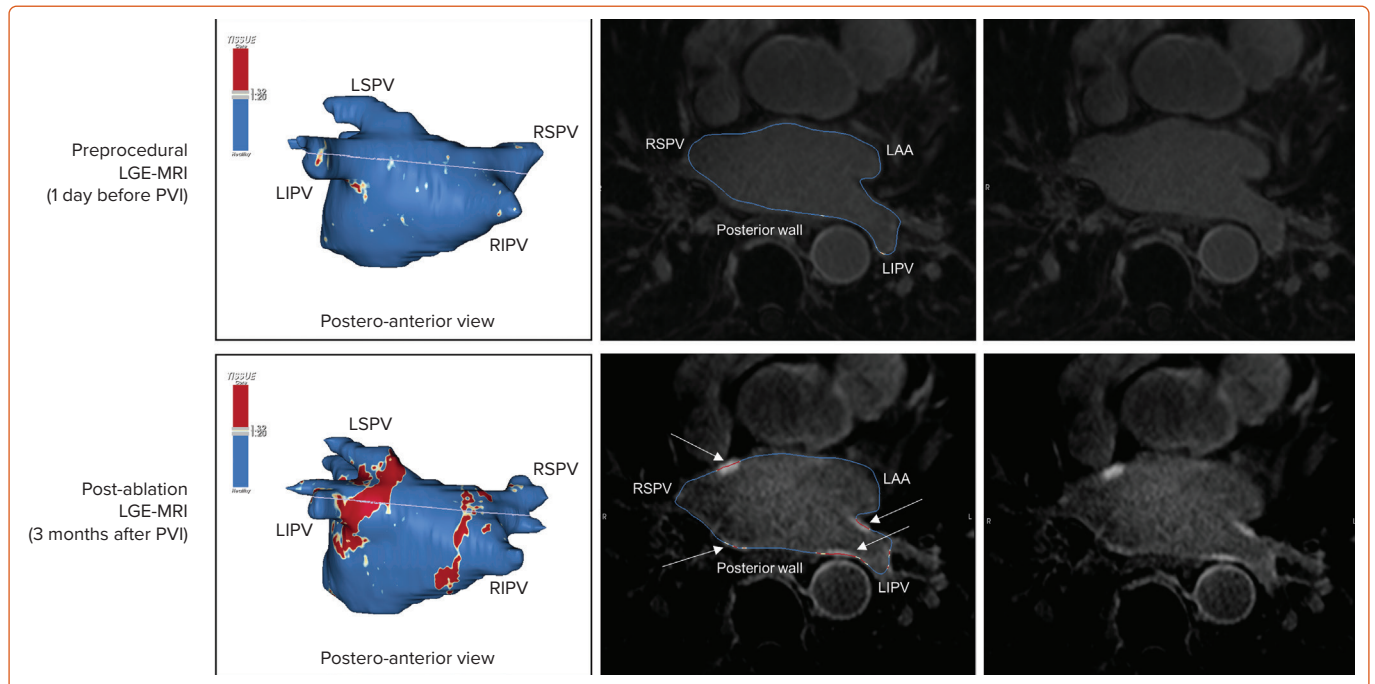 Preprocedural
LGE-MRI
(1 day before PVI)
TISSUE
1.32
1.20
Healthy
LSPV
RSPV
LIPV
RIPV
Postero-anterior view
RSPV
LAA
Posterior wall
LIPV
R
Post-ablation
LGE-MRI
(3 months after PVI)
TISSUE
1.32
1.20
Healthy
LSPV
RSPV
LIPV
RIPV
Postero-anterior view
RSPV
LAA
Posterior wall
LIPV
R
L
R
L